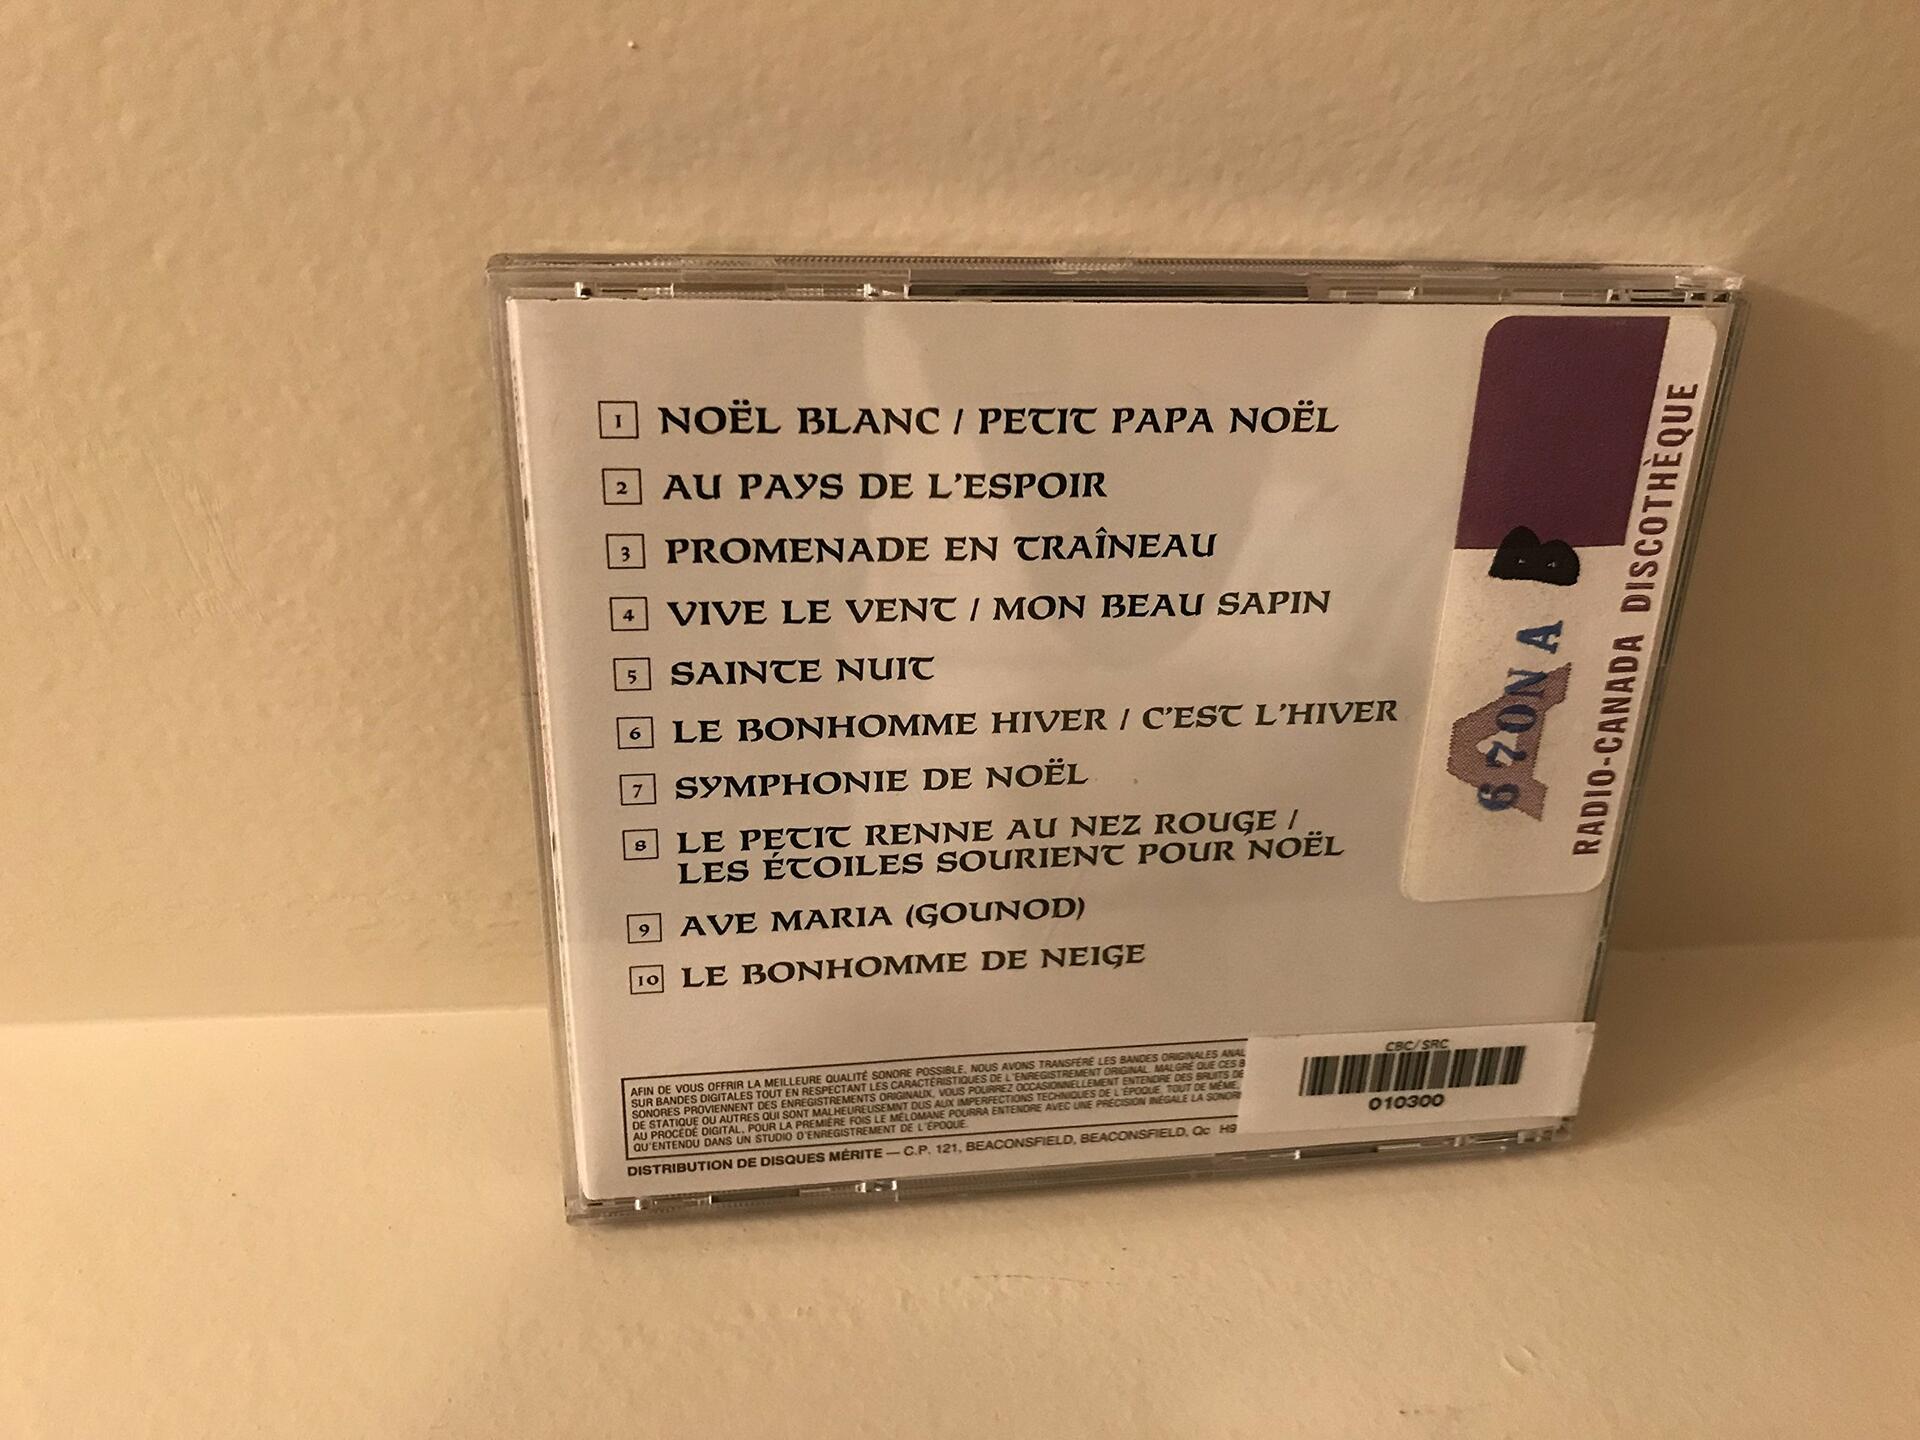 1 NOËL BLANC / PETIT PAPA NOËL
2 AU PAYS DE L'ESPOIR
3 PROMENADE EN TRAÎNEAU
4 VIVE LE VENT / MON BEAU SAPIN
5 SAINTE NUIT
6 LE BONHOMME HIVER / C'EST L'HIVER
7 SYMPHONIE DE NOËL
8 LE PETIT RENNE AU NEZ ROUGE /
LES ÉTOILES SOURIENT POUR NOËL
9 AVE MARIA (GOUNOD)
10 LE BONHOMME DE NEIGE
AFIN DE VOUS OFFRIR LA MEILLEURE QUALITÉ SONORE POSSIBLE, NOUS AVONS TRANSFÉRÉ LES BANDES ORIGINALES ANAL
SUR BANDES DIGITALES TOUT EN RESPECTANT LES CARACTÉRISTIQUES DE L'ENREGISTREMENT ORIGINAL. MALGRÉ QUE CES B
SONORES PROVIENNENT DES ENREGISTREMENTS ORIGINAUX, VOUS POURREZ OCCASIONNELLEMENT ENTENDRE DES BRUITS DE
DE STATIQUE OU AUTRES QUI SONT MALHEUREUSEMNT DUS AUX IMPERFECTIONS TECHNIQUES DE L'ÉPOQUE. TOUT DE MÊME,
AU PROCÉDÉ DIGITAL, POUR LA PREMIÈRE FOIS LE MÉLOMANE POURRA ENTENDRE AVEC UNE PRÉCISION INÉGALE LA SONORI
QU'ENTENDU DANS UN STUDIO D'ENREGISTREMENT DE L'ÉPOQUE.
DISTRIBUTION DE DISQUES MÉRITE — C.P. 121, BEACONSFIELD, BEACONSFIELD, Qc H9
CBC/SRC
010300
670N A B
A
RADIO-CANADA DISCOTHÈQUE